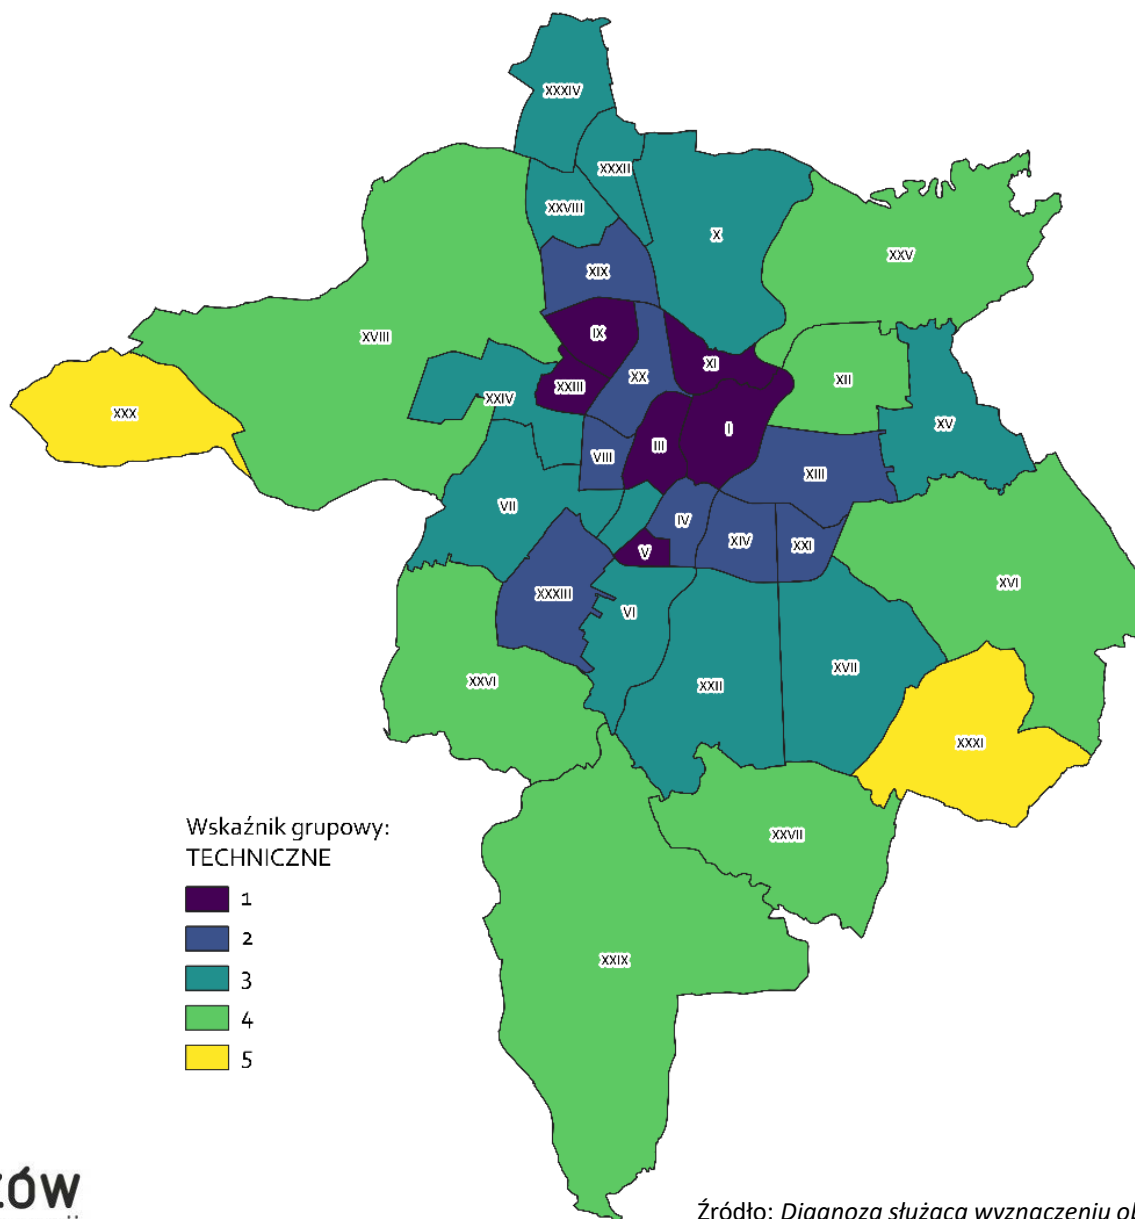 XXXIV
XXXII
XXVIII
X
XXV
XIX
IX
XVIII
XI
XX
XII
XXIII
XXX
XXIV
XV
I
III
VIII
XIII
VII
IV
XIV
XXI
V
XVI
XXXIII
VI
XVII
XXVI
XXII
XXXI
XXVII
XXIX
Wskaźnik grupowy:
TECHNICZNE
1
2
3
4
5
ZÓW
Źródło: Diagnoza służąca wyznaczeniu ob